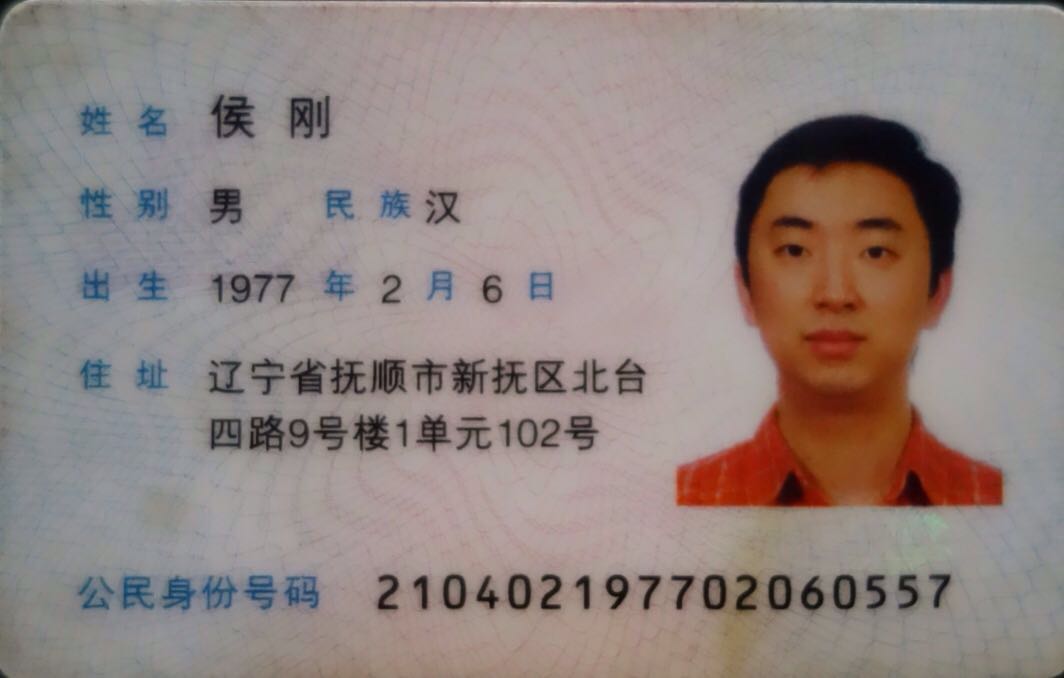 姓名 侯刚
性别 男 民族 汉
出生 1977 年 2 月 6 日
住址 辽宁省抚顺市新抚区北台
四路9号楼1单元102号
公民身份号码 210402197702060557